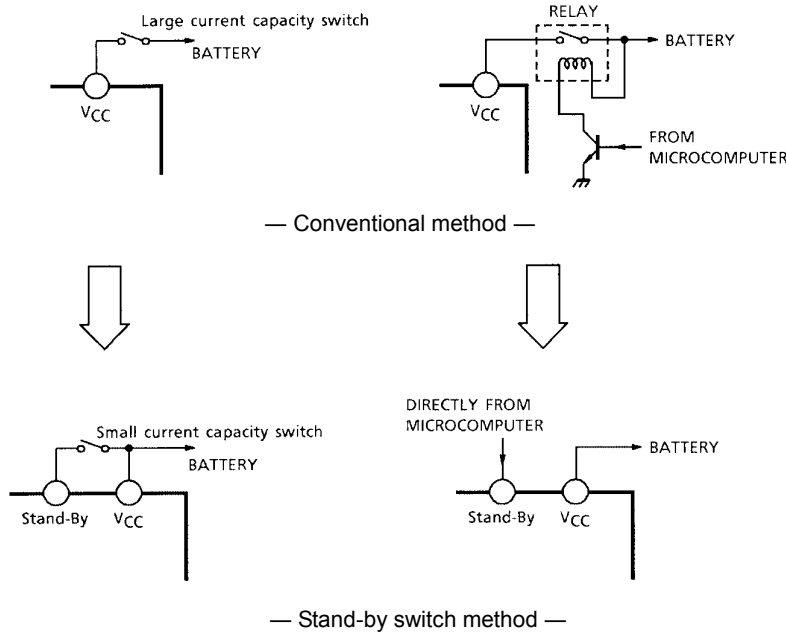 Large current capacity switch
BATTERY
VCC
RELAY
BATTERY
VCC
FROM
MICROCOMPUTER
— Conventional method —
Small current capacity switch
BATTERY
Stand-By VCC
DIRECTLY FROM
MICROCOMPUTER
BATTERY
Stand-By VCC
— Stand-by switch method —